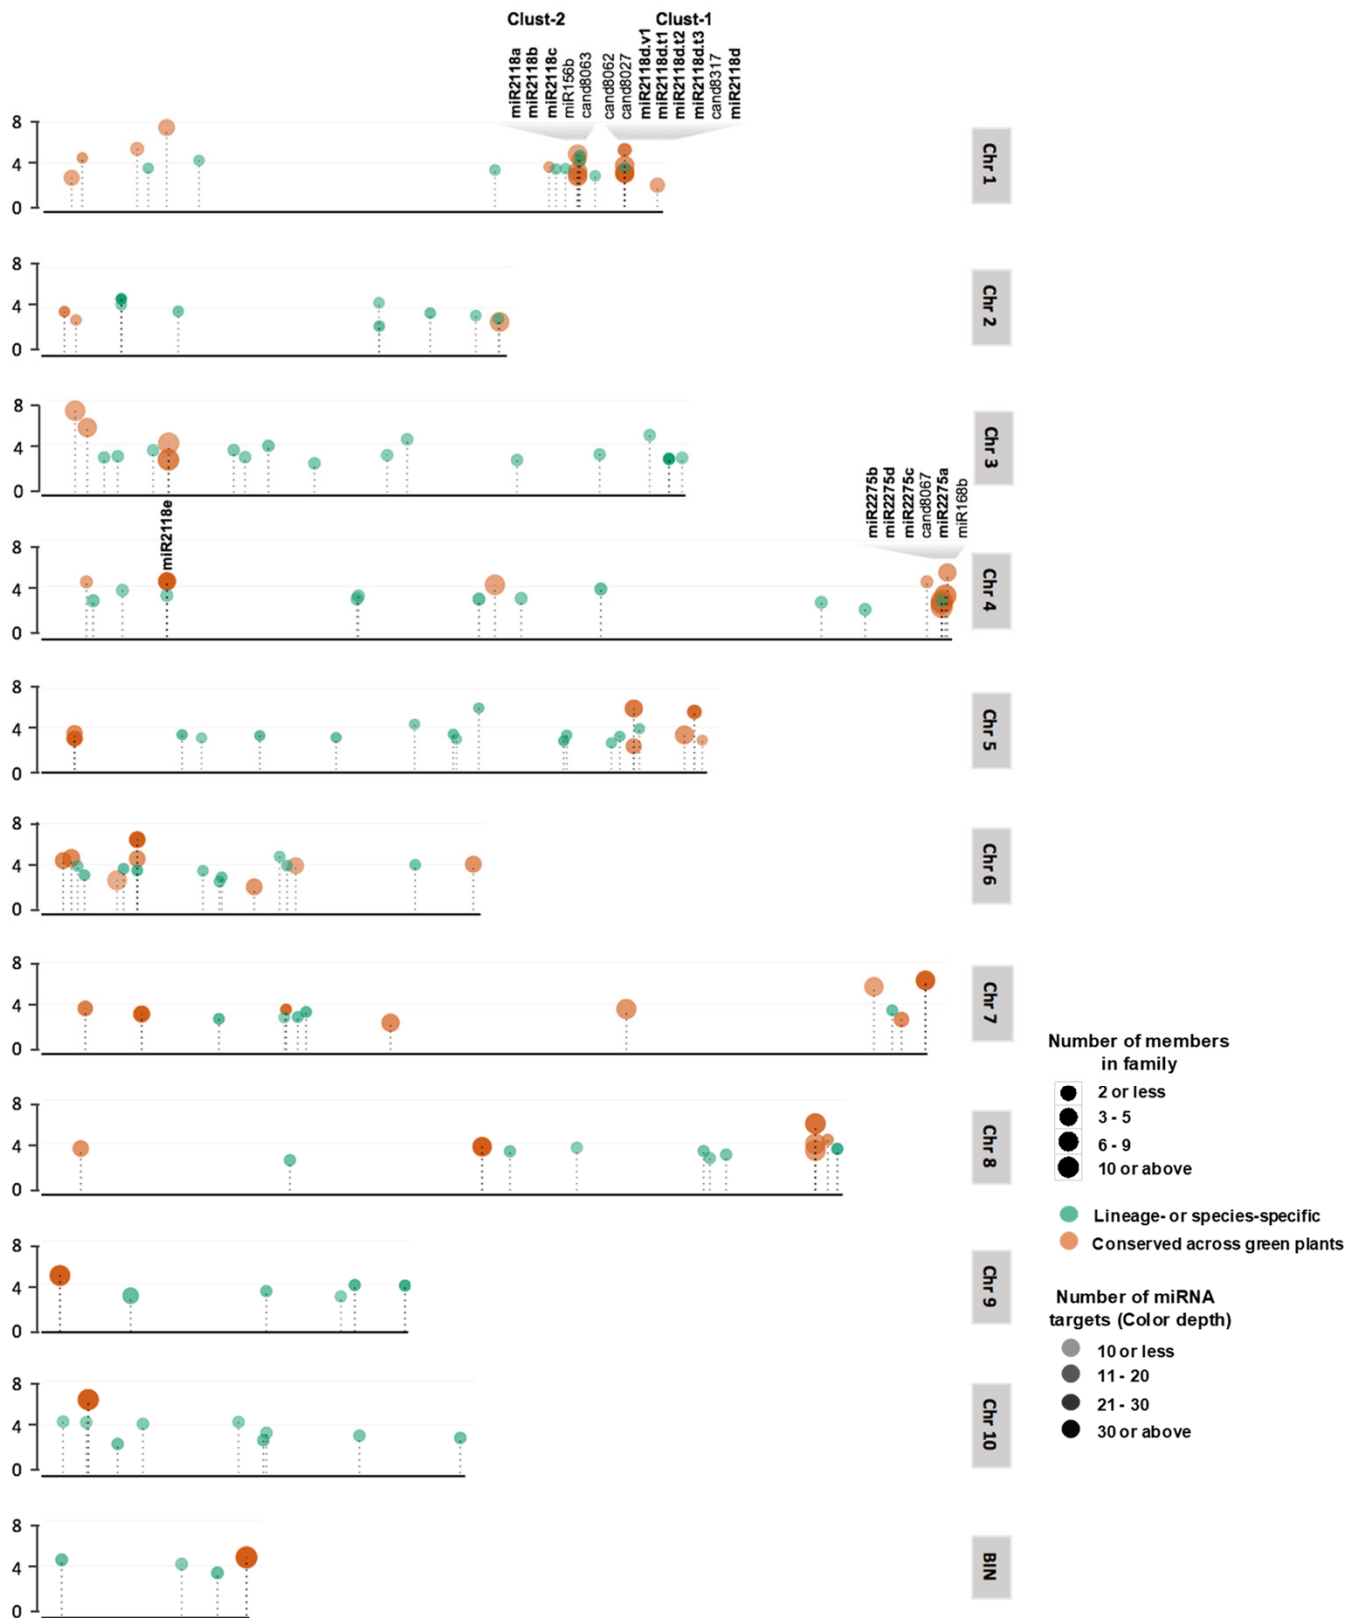 Clust-2
Clust-1
miR2118a
miR2118b
miR2118c
miR156b
cand8063
cand8062
cand8027
miR2118d.v1
miR2118d.t1
miR2118d.t2
miR2118d.t3
cand8317
miR2118d
8
4
0
Chr 1
8
4
0
Chr 2
8
4
0
Chr 3
miR2118e
miR2275b
miR2275d
miR2275c
cand8067
miR2275a
miR168b
8
4
0
Chr 4
8
4
0
Chr 5
8
4
0
Chr 6
8
4
0
Chr 7
8
4
0
Chr 8
8
4
0
Chr 9
8
4
0
Chr 10
8
4
0
BIN
Number of members
in family
2 or less
3 - 5
6 - 9
10 or above
Lineage- or species-specific
Conserved across green plants
Number of miRNA
targets (Color depth)
10 or less
11 - 20
21 - 30
30 or above